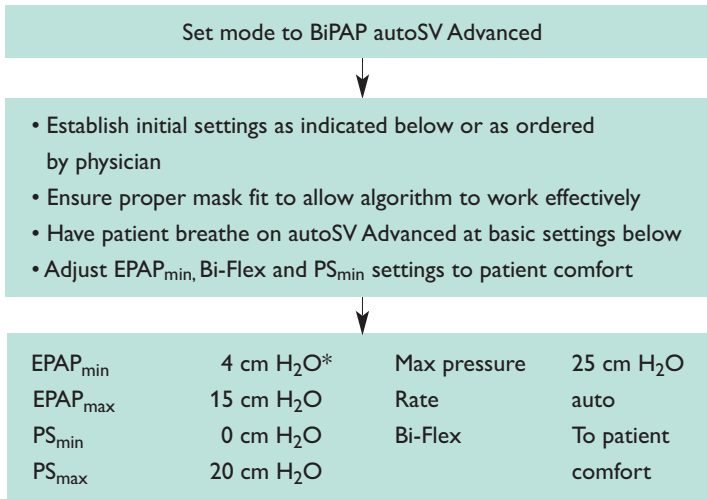 Set mode to BiPAP autoSV Advanced
• Establish initial settings as indicated below or as ordered
by physician
• Ensure proper mask fit to allow algorithm to work effectively
• Have patient breathe on autoSV Advanced at basic settings below
• Adjust EPAPmin, Bi-Flex and PSmin settings to patient comfort
EPAPmin 4 cm H2O* Max pressure 25 cm H2O
EPAPmax 15 cm H2O Rate auto
PSmin 0 cm H2O Bi-Flex To patient
PSmax 20 cm H2O comfort